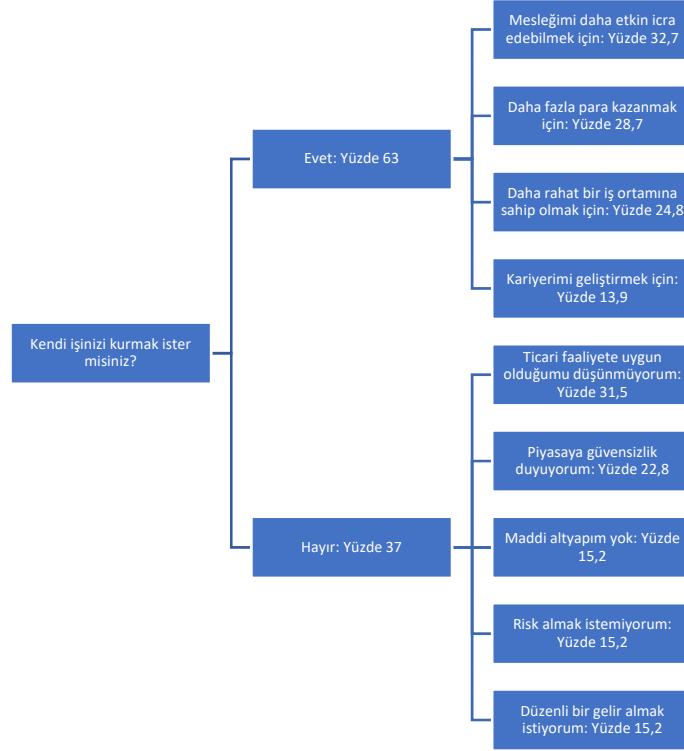 Kendi işinizi kurmak ister
misiniz?
Evet: Yüzde 63
Mesleğimi daha etkin icra
edebilmek için: Yüzde 32,7
Daha fazla para kazanmak
için: Yüzde 28,7
Daha rahat bir iş ortamına
sahip olmak için: Yüzde 24,8
Kariyerimi geliştirmek için:
Yüzde 13,9
Hayır: Yüzde 37
Ticari faaliyete uygun
olduğumu düşünmüyorum:
Yüzde 31,5
Piyasaya güvensizlik
duyuyorum: Yüzde 22,8
Maddi altyapım yok: Yüzde
15,2
Risk almak istemiyorum:
Yüzde 15,2
Düzenli bir gelir almak
istiyorum: Yüzde 15,2